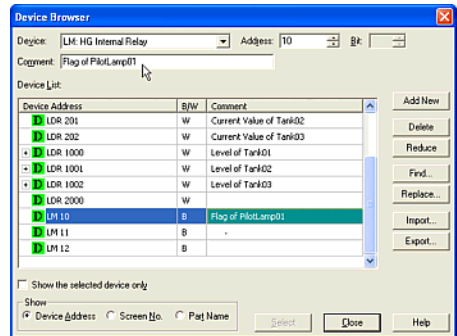 Device Browser
Device: LM: HG Internal Relay Address: 10 Bit:
Comment: Flag of PilotLamp01
Device List:
Device Address B/W Comment
D LDR 201 W Current Value of Tank02
D LDR 202 W Current Value of Tank03
D LDR 1000 W Level of Tank01
D LDR 1001 W Level of Tank02
D LDR 1002 W Level of Tank03
D LDR 2000 W
D LM 10 B Flag of PilotLamp01
D LM 11 B
D LM 12 B
Add New
Delete
Reduce
Find...
Replace...
Import...
Export...
Show the selected device only
Show
Device Address Screen No. Part Name
Select Close Help